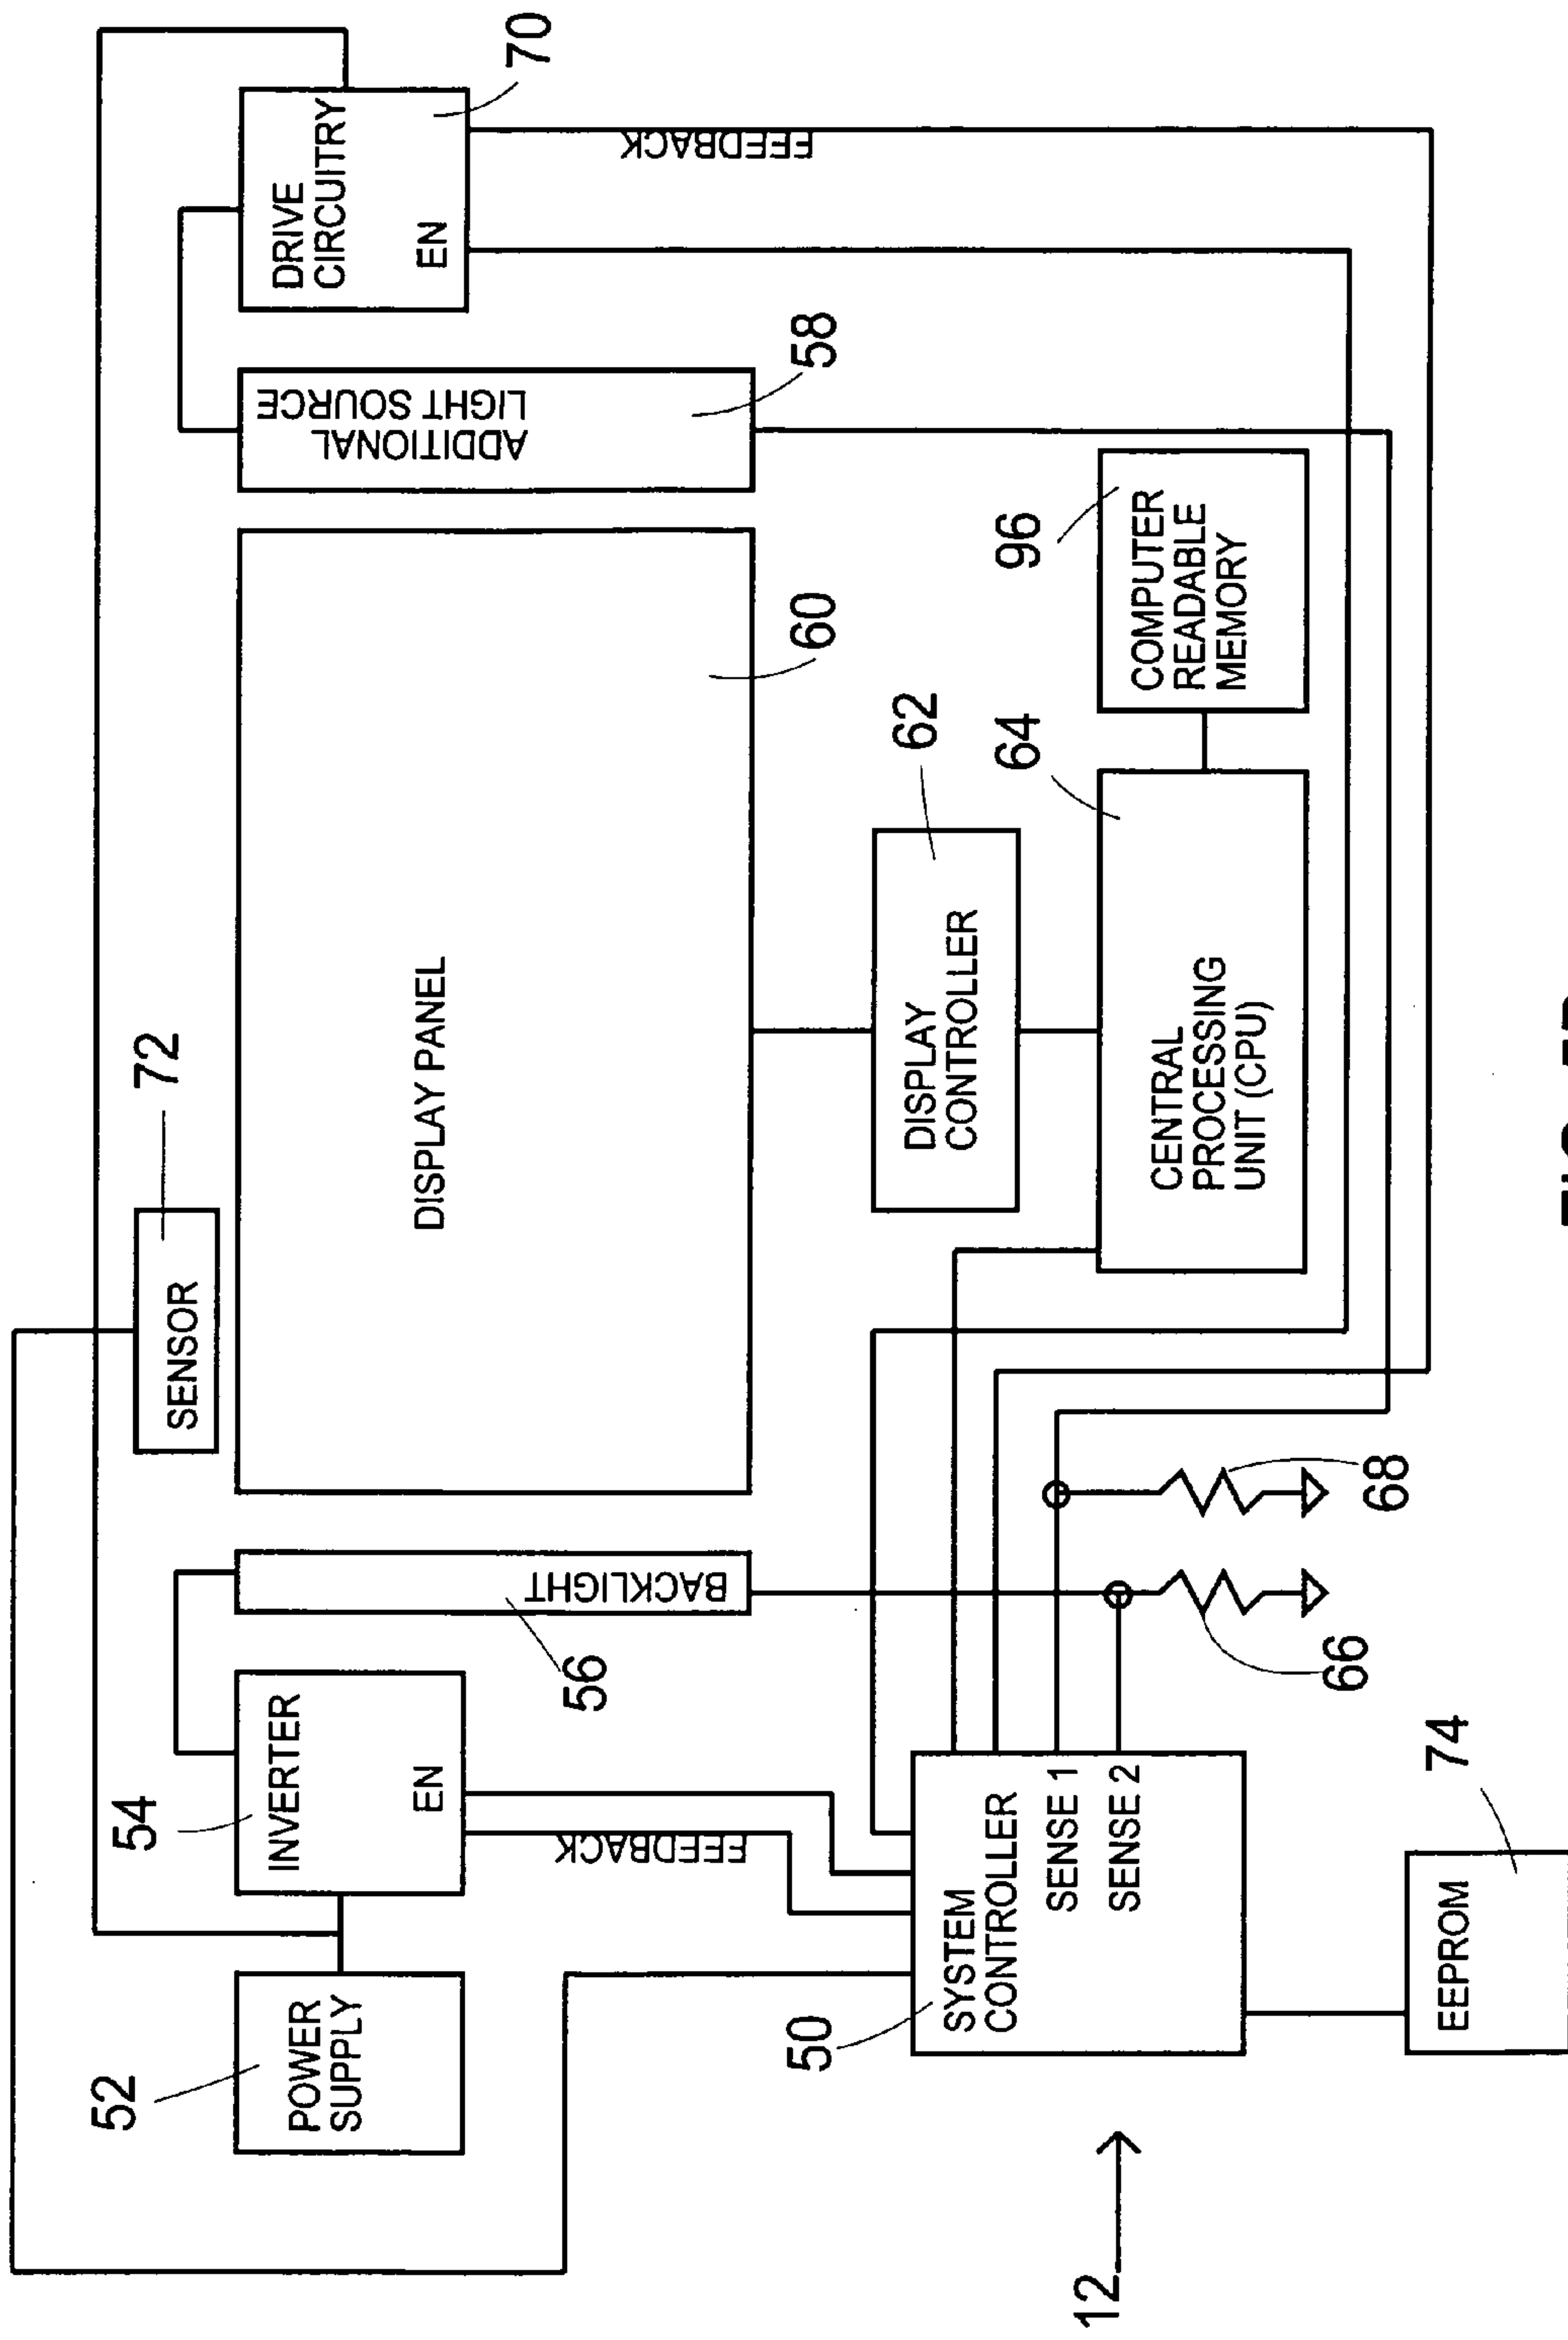 72
SENSOR
52
POWER
SUPPLY
54
INVERTER
EN
FEEDBACK
BACKLIGHT
56
DISPLAY PANEL
60
ADDITIONAL
LIGHT SOURCE
58
DRIVE
CIRCUITRY
EN
70
FEEDBACK
50
SYSTEM
CONTROLLER
SENSE 1
SENSE 2
66
68
DISPLAY
CONTROLLER
62
CENTRAL
PROCESSING
UNIT (CPU)
64
COMPUTER
READABLE
MEMORY
96
12
EEPROM
74